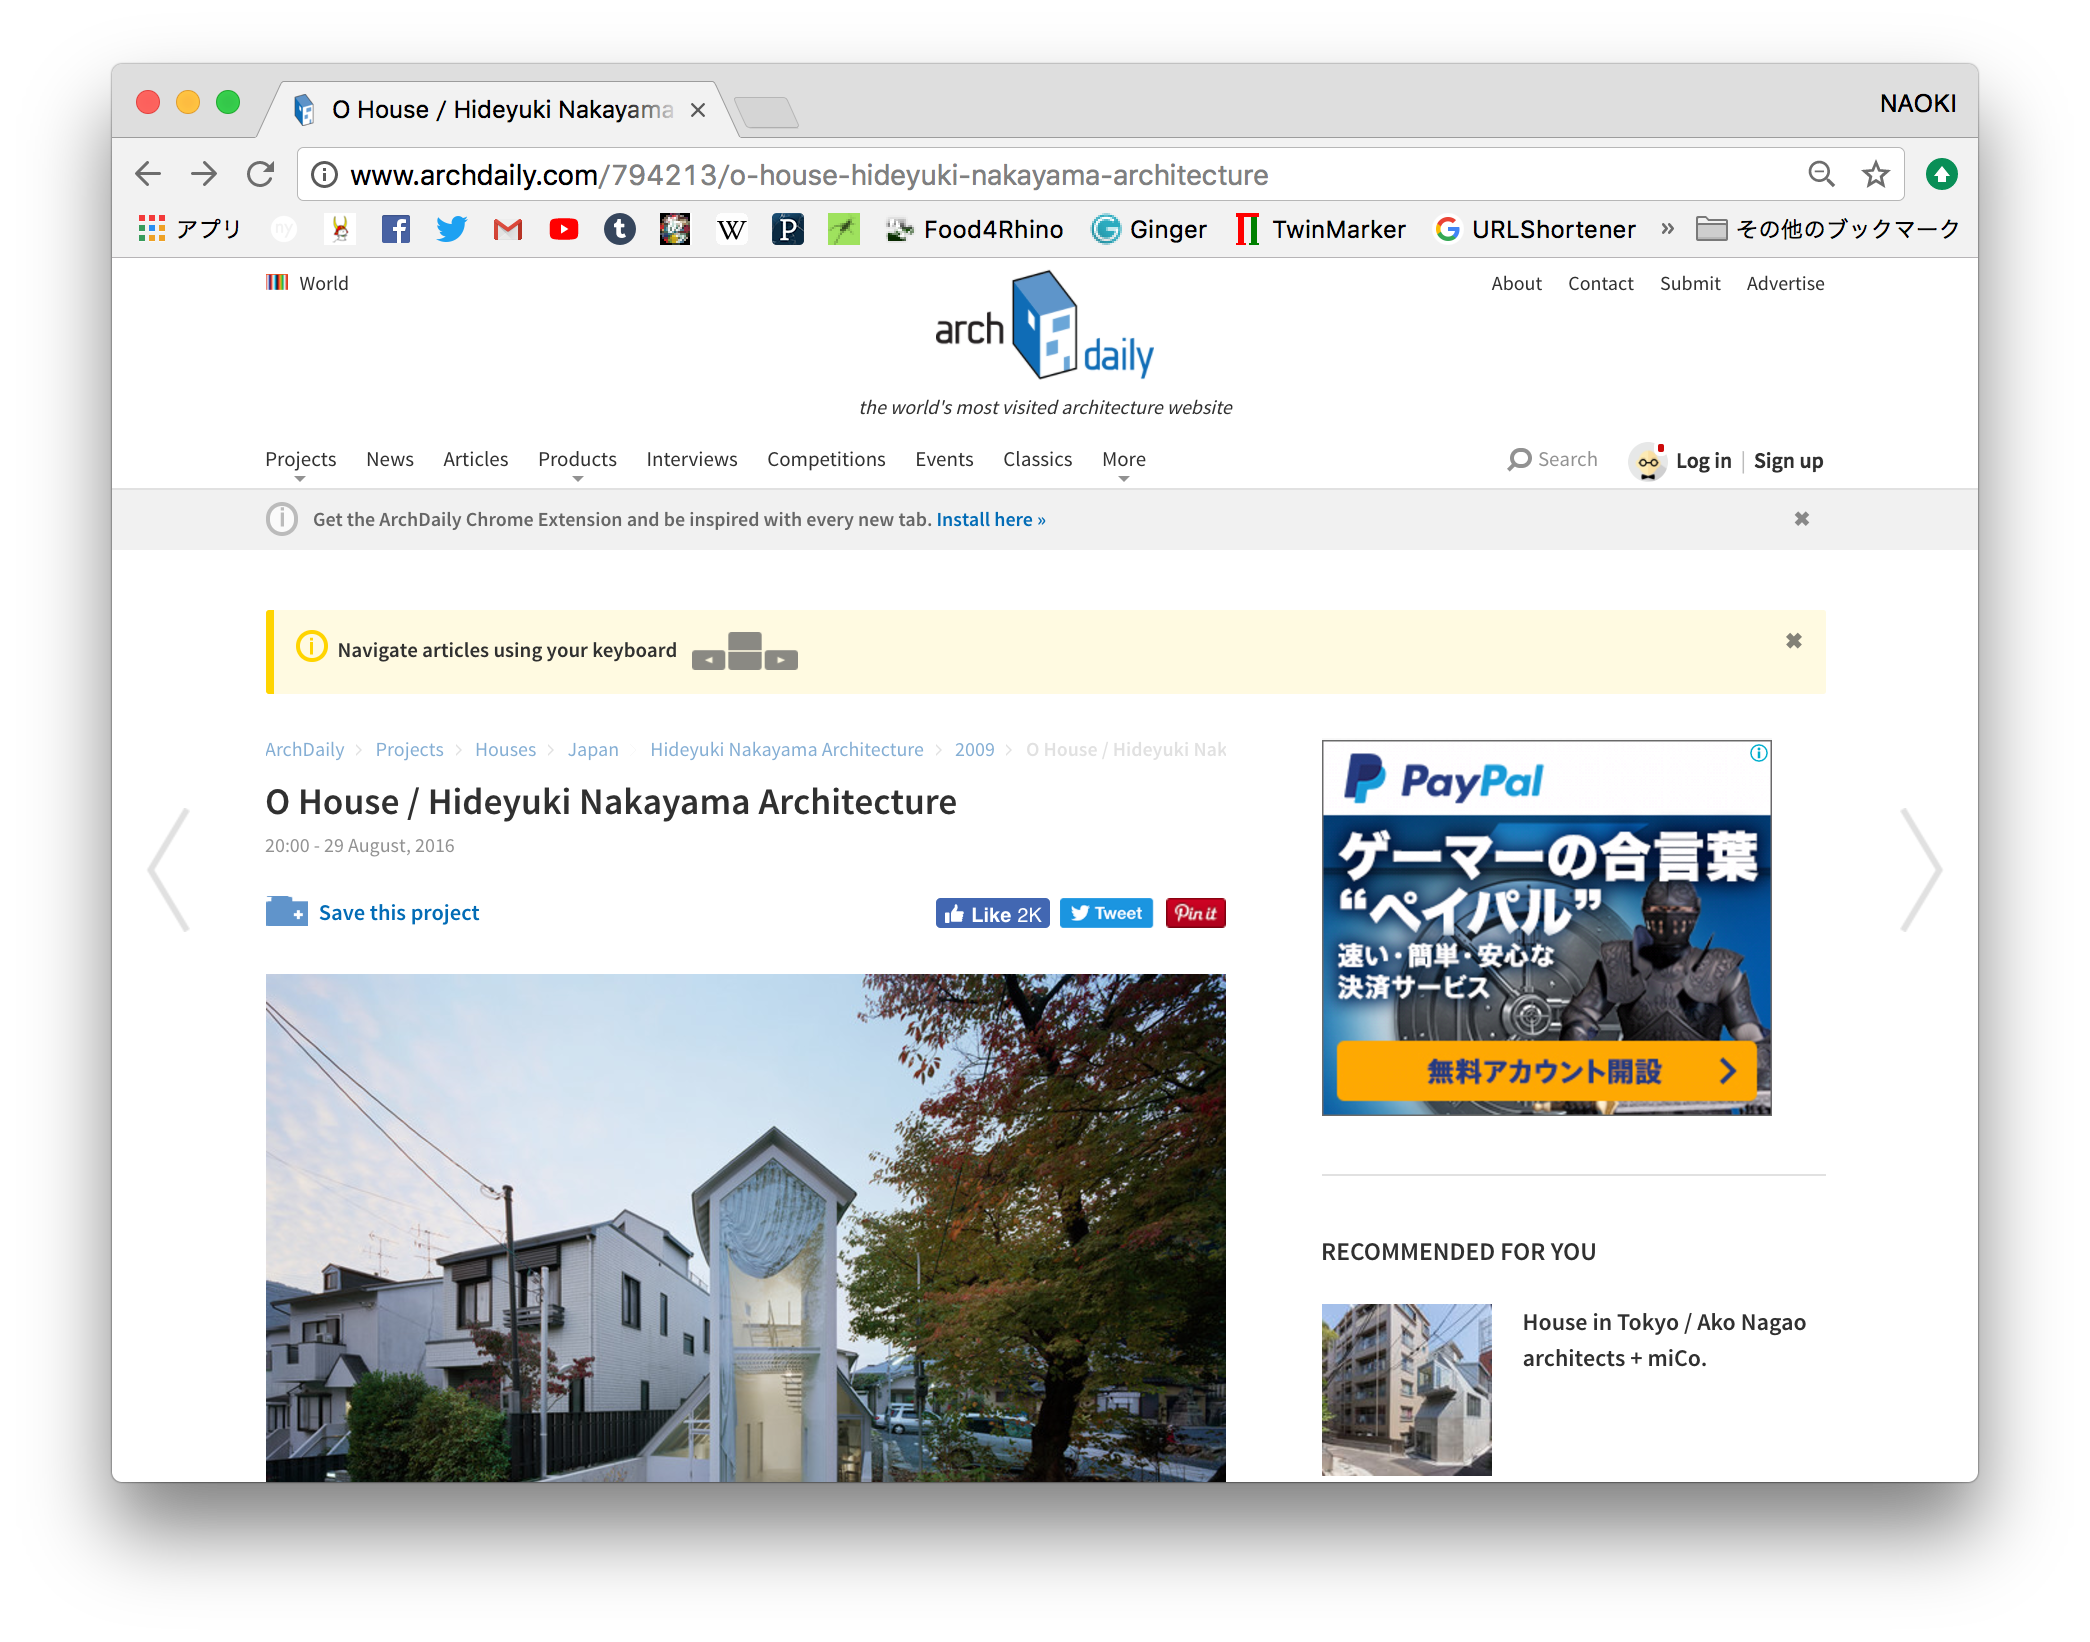 O House / Hideyuki Nakayama
NAOKI
www.archdaily.com/794213/o-house-hideyuki-nakayama-architecture
アプリ
ny
W
P
Food4Rhino
Ginger
TwinMarker
URLShortener
»
その他のブックマーク
World
About Contact Submit Advertise
arch
daily
the world's most visited architecture website
Projects News Articles Products Interviews Competitions Events Classics More
Search
Log in | Sign up
Get the ArchDaily Chrome Extension and be inspired with every new tab. Install here »
Navigate articles using your keyboard
ArchDaily > Projects > Houses > Japan Hideyuki Nakayama Architecture > 2009 > O House / Hideyuki Nak
O House / Hideyuki Nakayama Architecture
20:00 - 29 August, 2016
Save this project
Like 2K
Tweet
Pin it
PayPal
ゲーマーの合言葉
“ペイパル”
速い・簡単・安心な
決済サービス
無料アカウント開設
RECOMMENDED FOR YOU
House in Tokyo / Ako Nagao
architects + miCo.